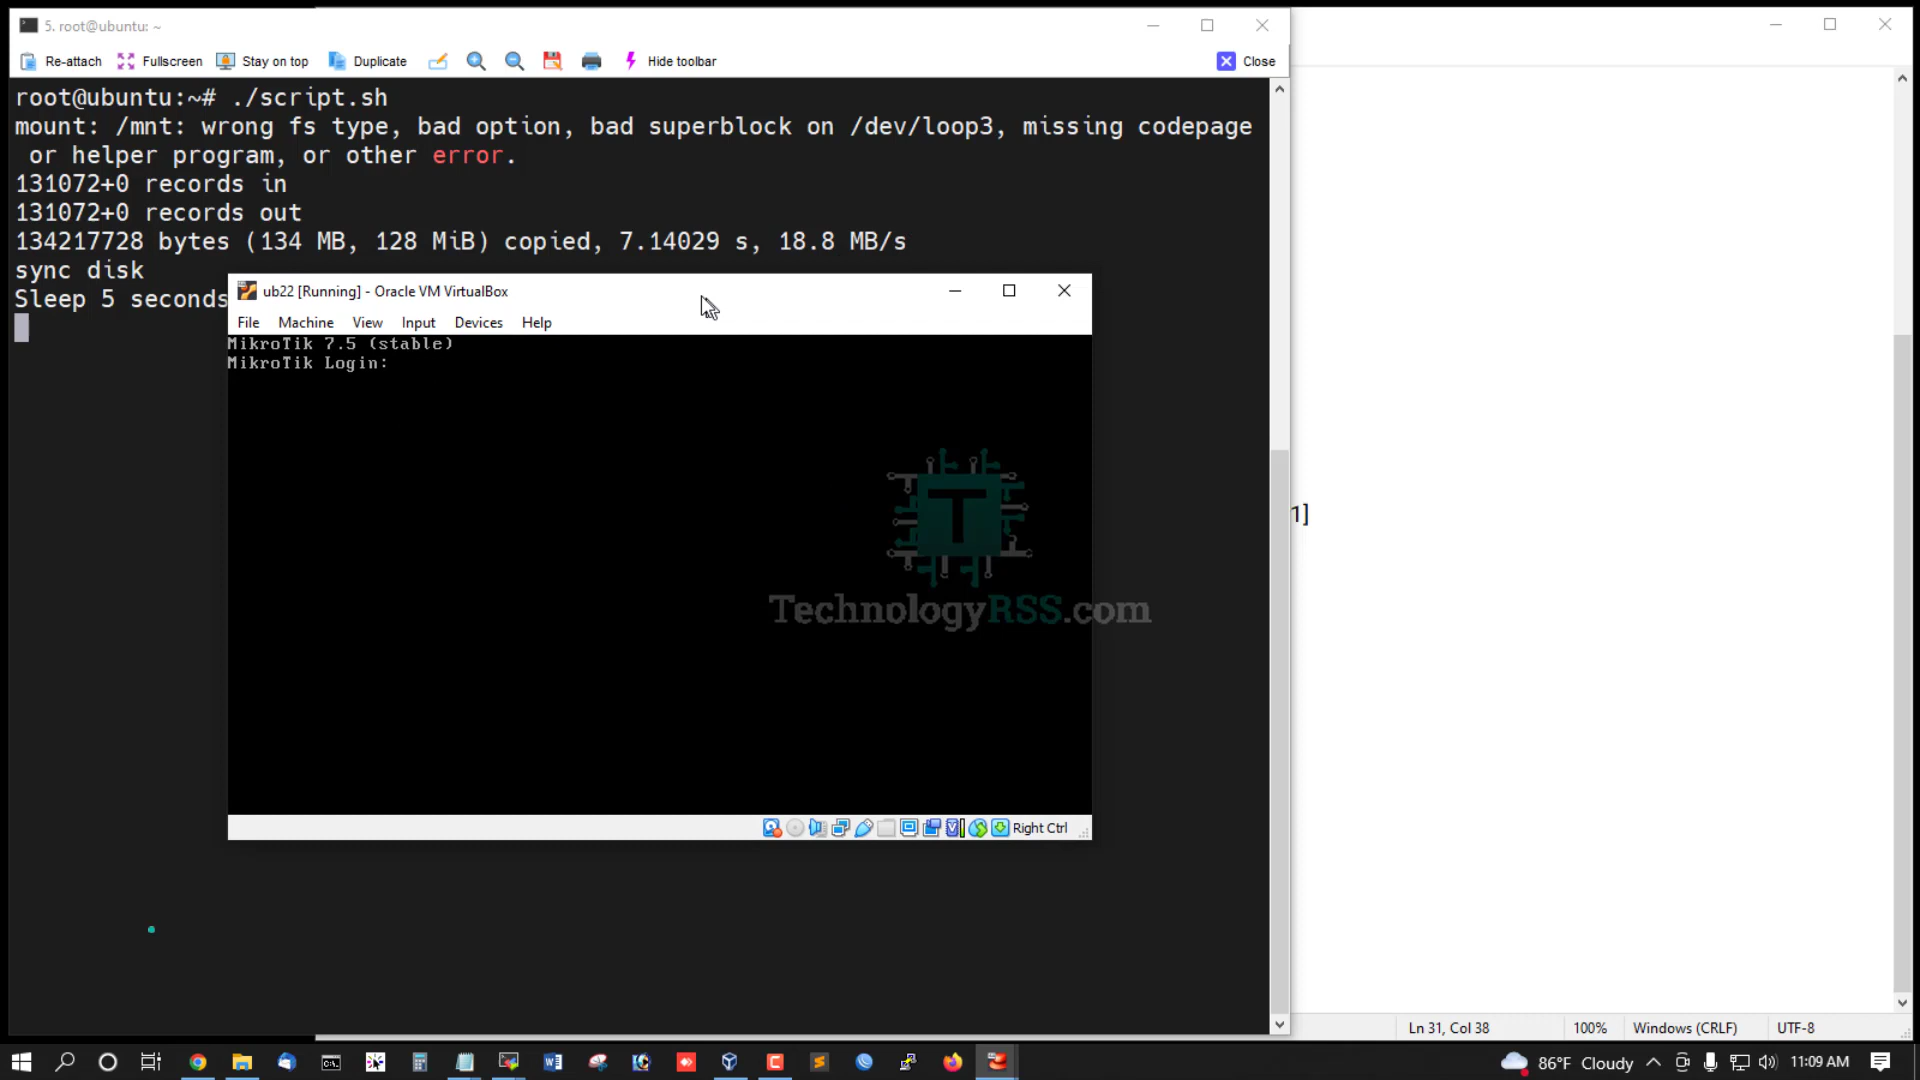 5. root@ubuntu: ~
Re-attach Fullscreen Stay on top Duplicate Hide toolbar Close
root@ubuntu:~# ./script.sh
mount: /mnt: wrong fs type, bad option, bad superblock on /dev/loop3, missing codepage
or helper program, or other error.
131072+0 records in
131072+0 records out
134217728 bytes (134 MB, 128 MiB) copied, 7.14029 s, 18.8 MB/s
sync disk
Sleep 5 seconds
ub22 [Running] - Oracle VM VirtualBox
File Machine View Input Devices Help
MikroTik 7.5 (stable)
MikroTik Login:
1]
T
TechnologyRSS.com
Right Ctrl
Ln 31, Col 38 100% Windows (CRLF) UTF-8
86°F Cloudy 11:09 AM